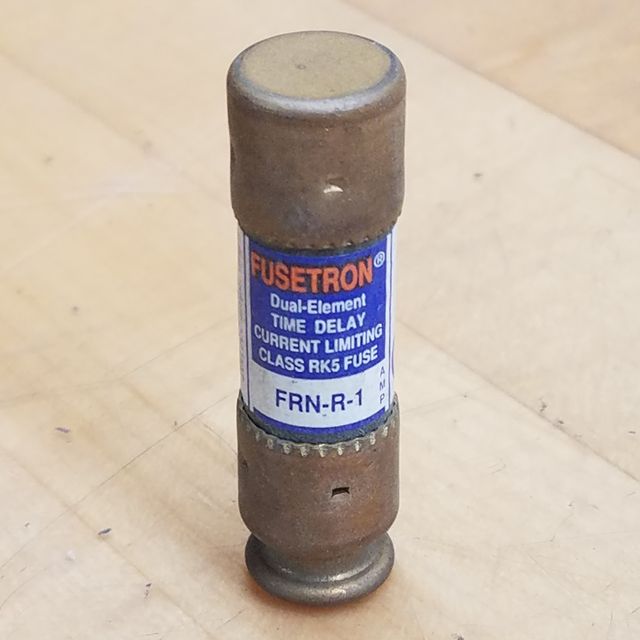 FUSETRON®
Dual-Element
TIME DELAY
CURRENT LIMITING
CLASS RK5 FUSE
FRN-R-1
AMP